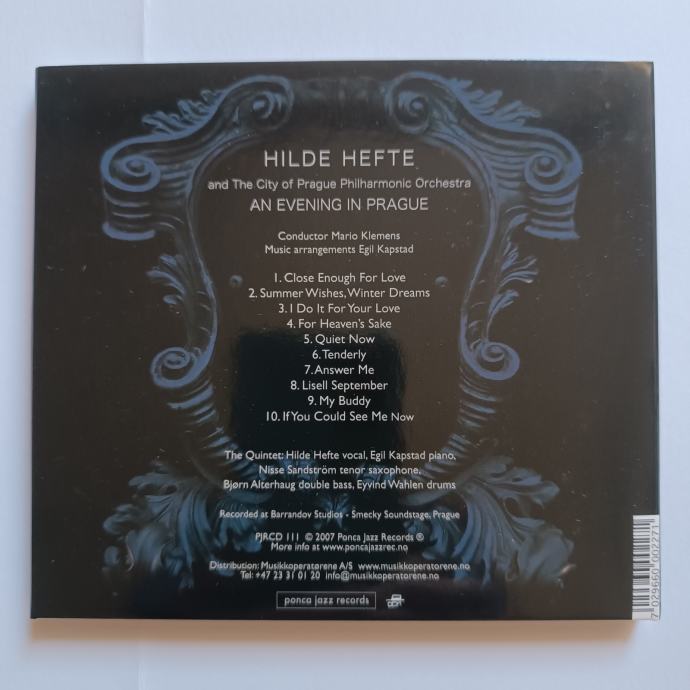 HILDE HEFTE
and The City of Prague Philharmonic Orchestra
AN EVENING IN PRAGUE
Conductor Mario Klemens
Music arrangements Egil Kapstad
1. Close Enough For Love
2. Summer Wishes, Winter Dreams
3. I Do It For Your Love
4. For Heaven's Sake
5. Quiet Now
6. Tenderly
7. Answer Me
8. Lisell September
9. My Buddy
10. If You Could See Me Now
The Quintet: Hilde Hefte vocal, Egil Kapstad piano,
Nisse Sandström tenor saxophone,
Bjørn Alterhaug double bass, Eyvind Wahlen drums
Recorded at Barrandov Studios - Smecky Soundstage, Prague
PJRCD 111 © 2007 Ponca Jazz Records ®
More info at www.poncajazzrec.no
Distribution: Musikkoperatørene A/S www.musikkoperatorene.no
Tel: +47 23 31 01 20 info@musikkoperatorene.no
ponca jazz records
7 029660 002271